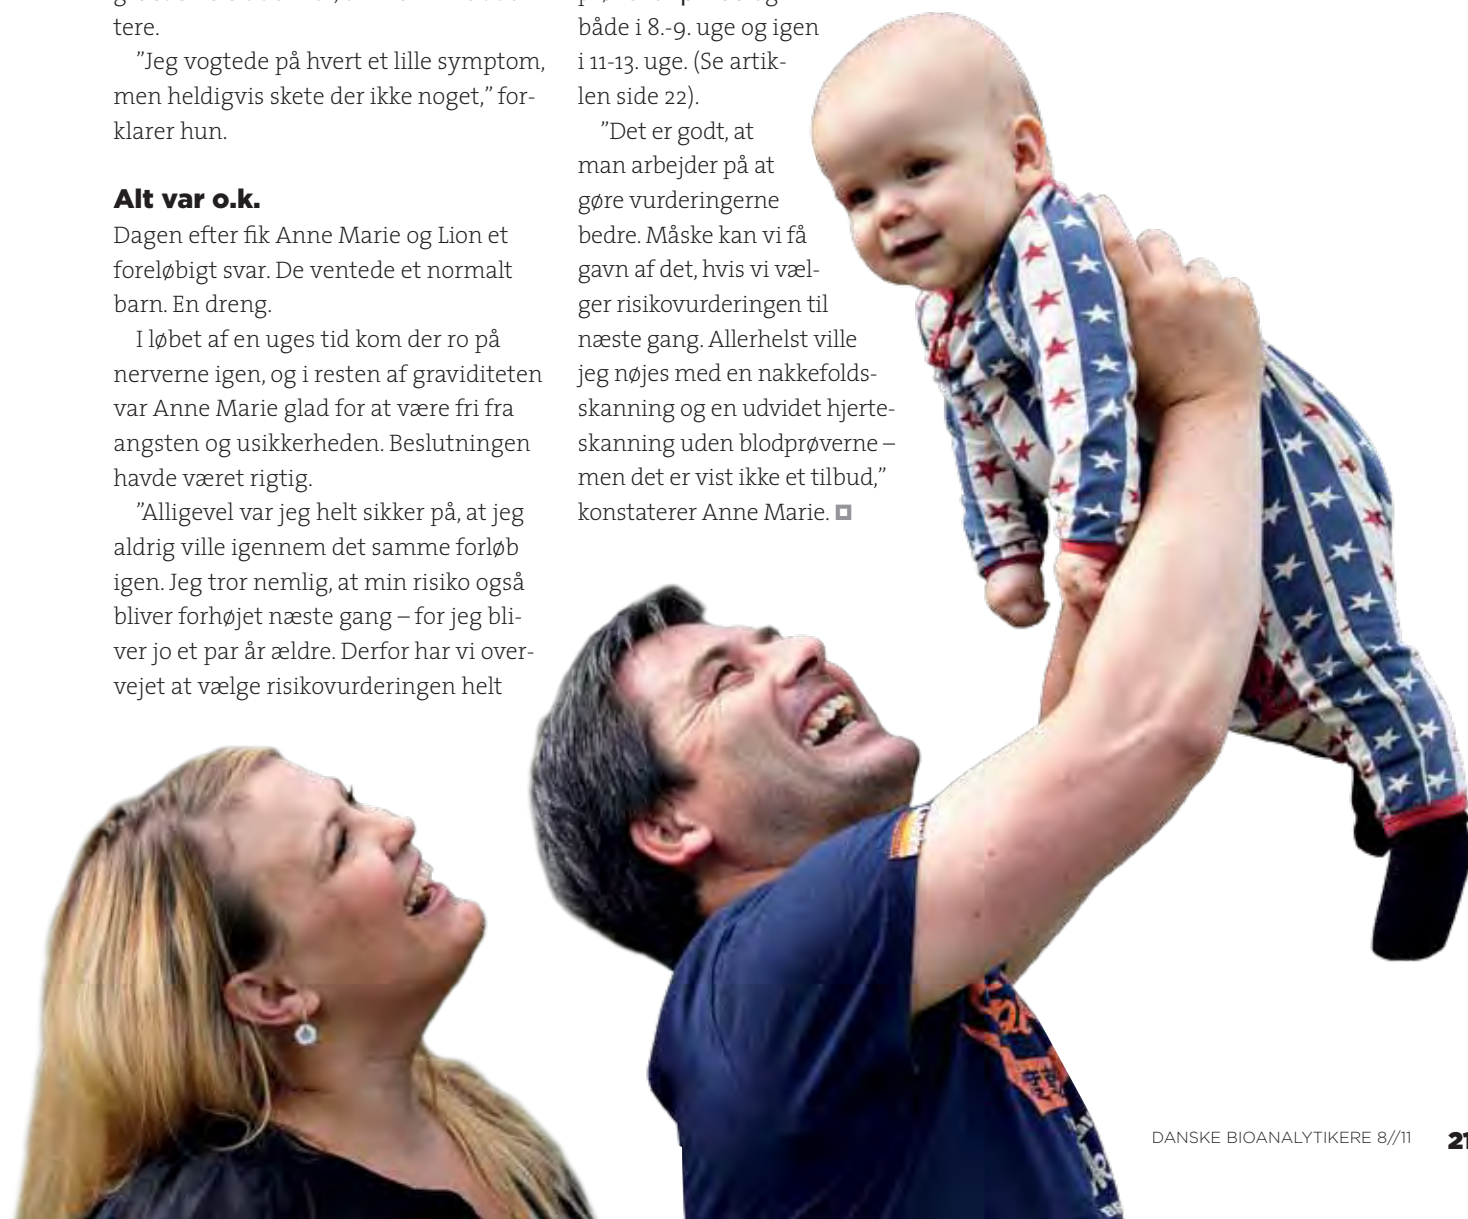 tere.
”Jeg vogtede på hvert et lille symptom,
men heldigvis skete der ikke noget,” for-
klarer hun.
Alt var o.k.
Dagen efter fik Anne Marie og Lion et
foreløbigt svar. De ventede et normalt
barn. En dreng.
I løbet af en uges tid kom der ro på
nerverne igen, og i resten af graviditeten
var Anne Marie glad for at være fri fra
angsten og usikkerheden. Beslutningen
havde været rigtig.
”Alligevel var jeg helt sikker på, at jeg
aldrig ville igennem det samme forløb
igen. Jeg tror nemlig, at min risiko også
bliver forhøjet næste gang – for jeg bli-
ver jo et par år ældre. Derfor har vi over-
vejet at vælge risikovurderingen helt
både i 8.-9. uge og igen
i 11-13. uge. (Se artik-
len side 22).
”Det er godt, at
man arbejder på at
gøre vurderingerne
bedre. Måske kan vi få
gavn af det, hvis vi væl-
ger risikovurderingen til
næste gang. Allerhelst ville
jeg nøjes med en nakkefolds-
skanning og en udvidet hjerte-
skanning uden blodprøverne –
men det er vist ikke et tilbud,”
konstaterer Anne Marie.
DANSKE BIOANALYTIKERE 8//11 21